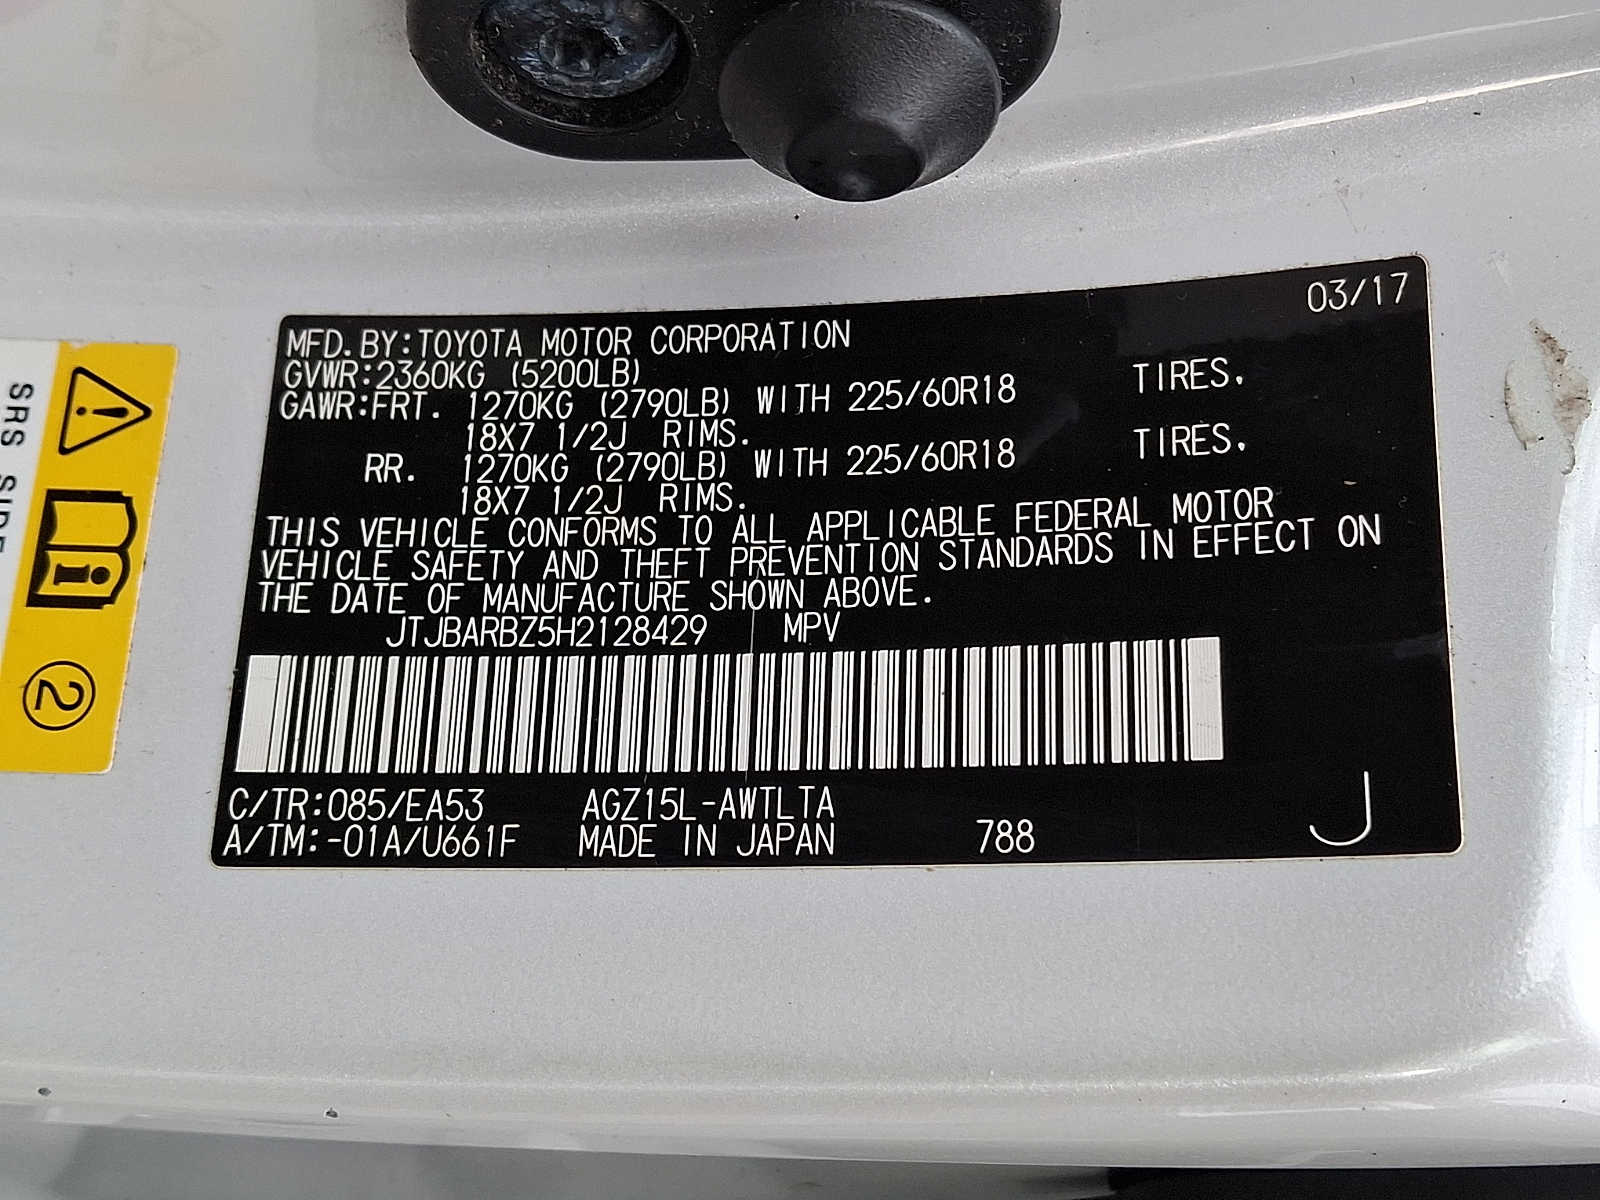 03/17
MFD.BY:TOYOTA MOTOR CORPORATION
GVWR:2360KG (5200LB)
GAWR:FRT. 1270KG (2790LB) WITH 225/60R18 TIRES.
18X7 1/2J RIMS.
RR. 1270KG (2790LB) WITH 225/60R18 TIRES.
18X7 1/2J RIMS.
THIS VEHICLE CONFORMS TO ALL APPLICABLE FEDERAL MOTOR
VEHICLE SAFETY AND THEFT PREVENTION STANDARDS IN EFFECT ON
THE DATE OF MANUFACTURE SHOWN ABOVE.
JTJBARBZ5H2128429 MPV
C/TR:085/EA53 AGZ15L-AWTLTA
A/TM:-01A/U661F MADE IN JAPAN 788 J
SRS SIDE
2